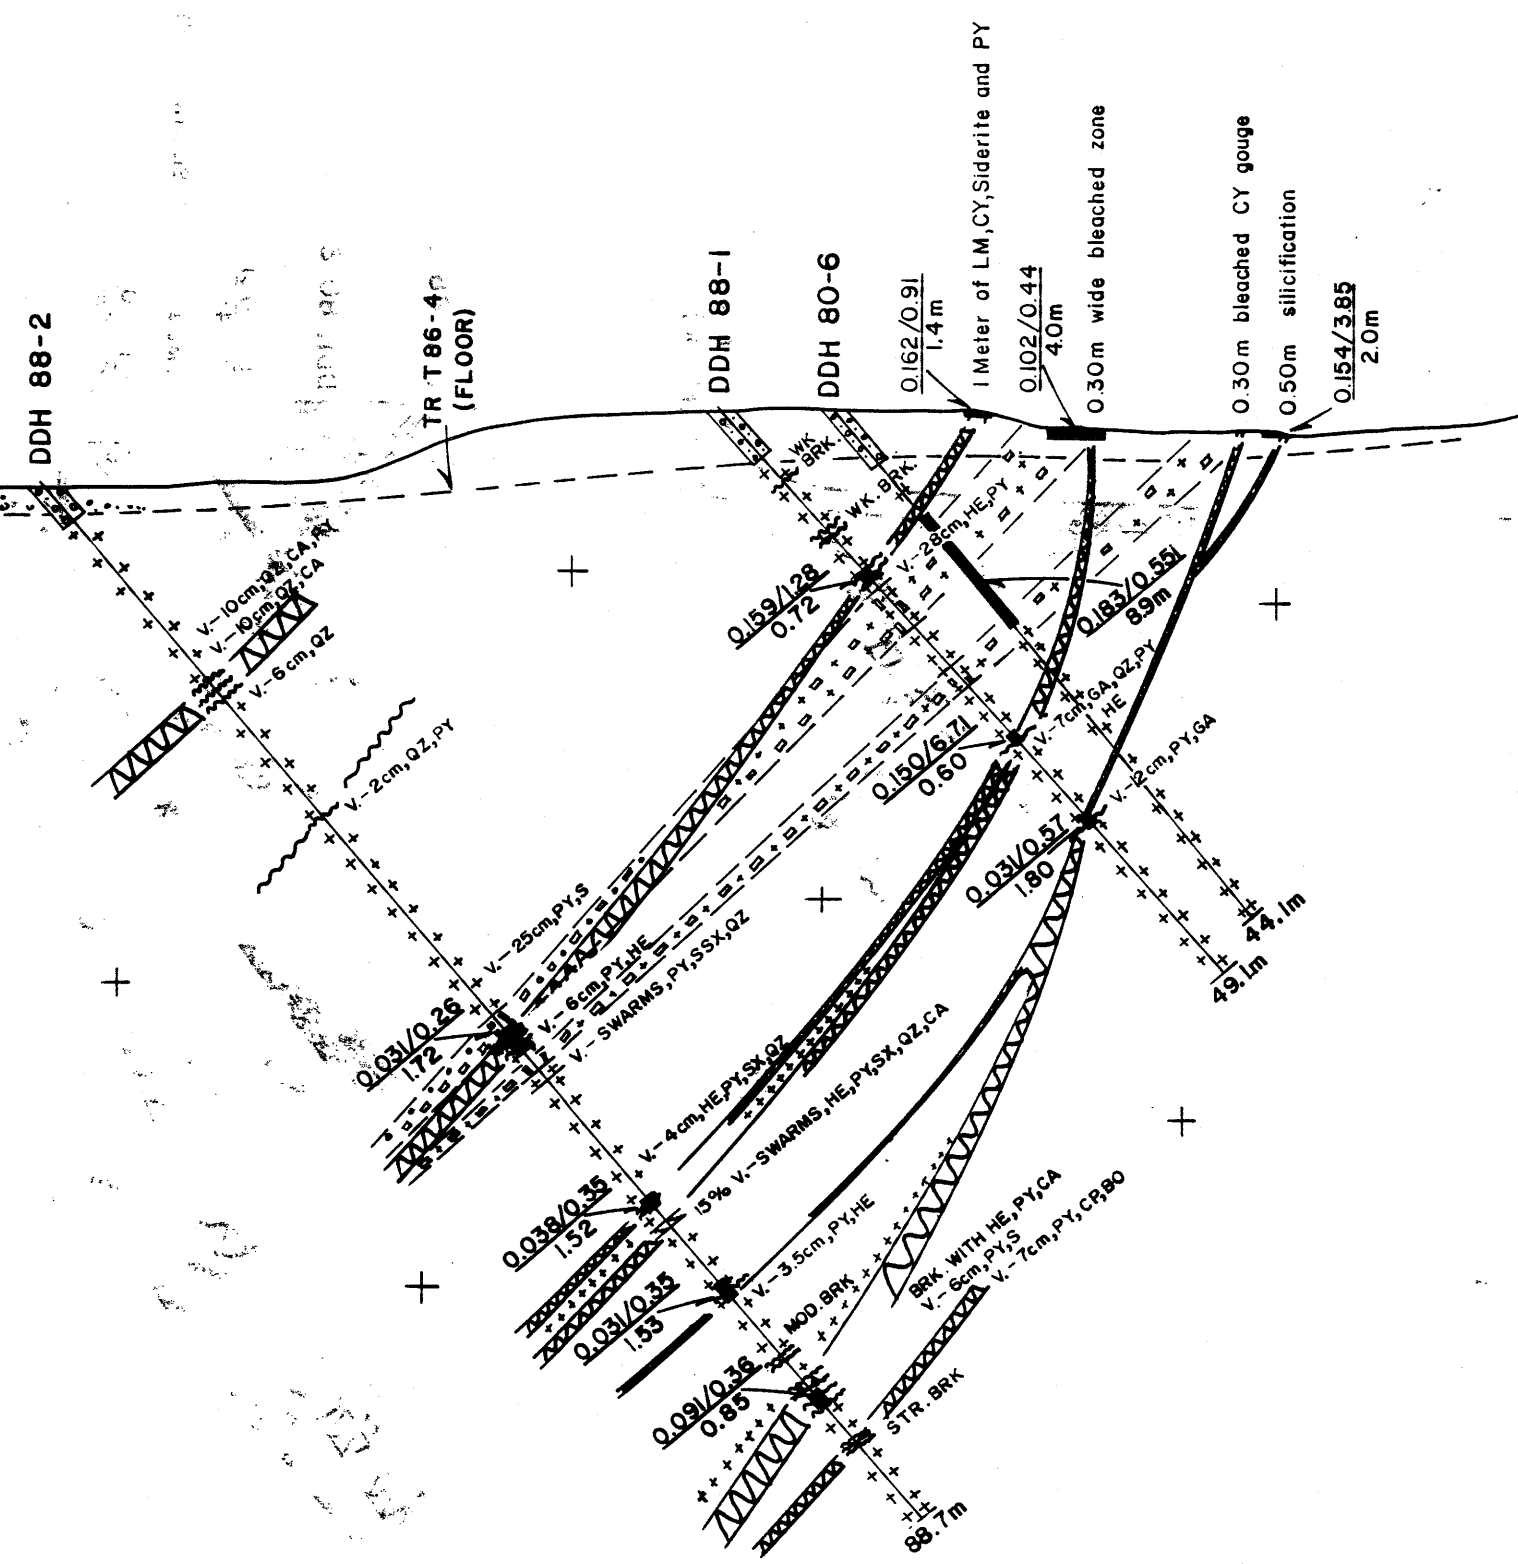 DDH 88-2
TR T86-4
(FLOOR)
DDH 88-1
DDH 80-6
0.162/0.91
1.4m
1 Meter of LM,CY,Siderite and PY
0.102/0.44
4.0m
0.30m wide bleached zone
0.30m bleached CY gouge
0.50m silicification
0.154/3.85
2.0m
WK
BRK.
WK. BRK.
V.-28cm,HE,PY
V.-10cm,QZ,CA,PY
V.-10cm,QZ,CA
V.-6cm,QZ
V.-2cm,QZ,PY
0.159/1.28
0.72
0.183/0.551
8.9m
V.-7cm,GA,QZ,PY
HE
0.150/6.71
0.60
V.-2cm,PY,GA
0.031/0.57
1.80
44.1m
49.1m
V.-25cm,PY,S
V.-6cm,PY,HE
V.-SWARMS,PY,SSX,QZ
0.031/0.26
1.72
V.-4cm,HE,PY,SX,QZ
15% V.-SWARMS,HE,PY,SX,QZ,CA
0.038/0.35
1.52
V.-3.5cm,PY,HE
0.031/0.35
1.53
MOD.BRK
BRK. WITH HE,PY,CA
V.-6cm,PY,S
V.-7cm,PY,CP,BO
0.091/0.36
0.85
STR.BRK
88.7m